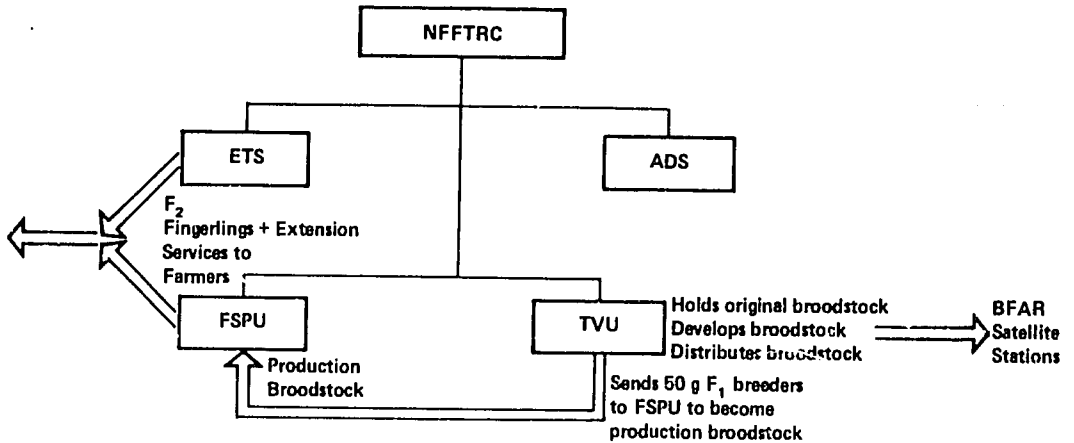 NFFTRC
ETS
ADS
F₂
Fingerlings + Extension
Services to
Farmers
FSPU
TVU
Holds original broodstock
Develops broodstock
Distributes broodstock
BFAR
Satellite
Stations
Production
Broodstock
Sends 50 g F₁ breeders
to FSPU to become
production broodstock